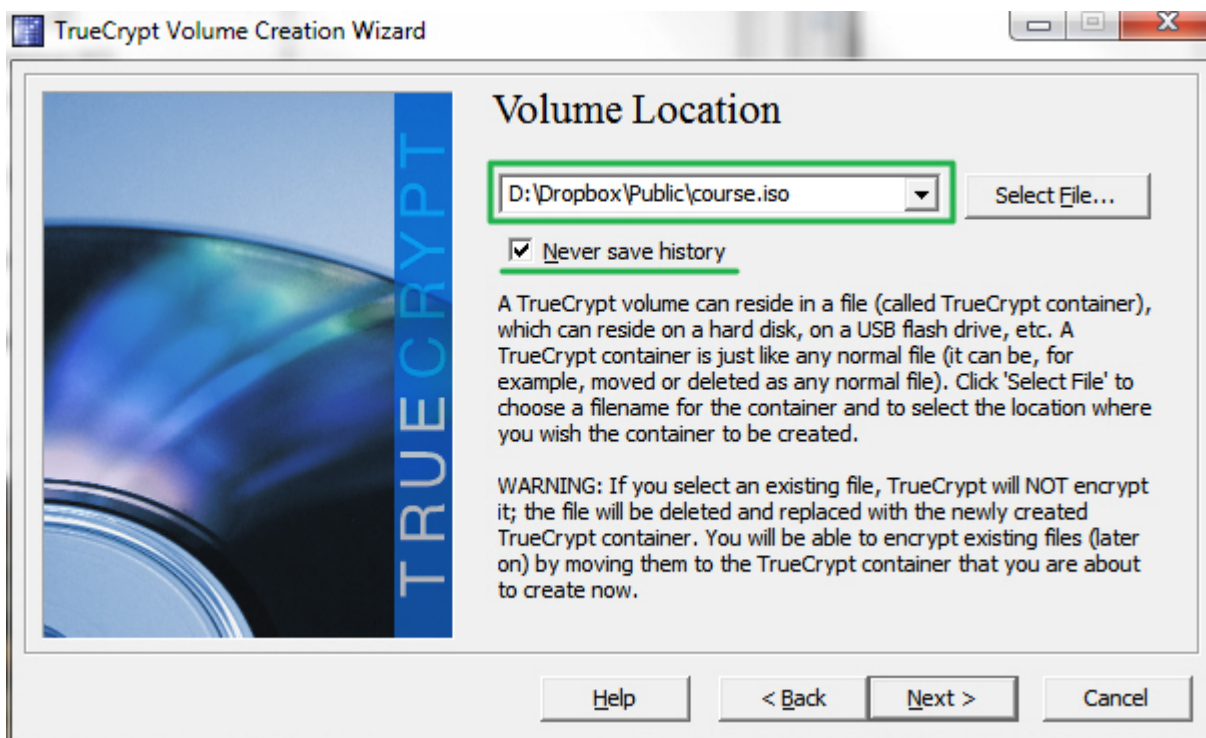 TrueCrypt Volume Creation Wizard
TRUECRYPT
Volume Location
D:\Dropbox\Public\course.iso
Select File...
Never save history
A TrueCrypt volume can reside in a file (called TrueCrypt container),
which can reside on a hard disk, on a USB flash drive, etc. A
TrueCrypt container is just like any normal file (it can be, for
example, moved or deleted as any normal file). Click 'Select File' to
choose a filename for the container and to select the location where
you wish the container to be created.
WARNING: If you select an existing file, TrueCrypt will NOT encrypt
it; the file will be deleted and replaced with the newly created
TrueCrypt container. You will be able to encrypt existing files (later
on) by moving them to the TrueCrypt container that you are about
to create now.
Help
< Back
Next >
Cancel